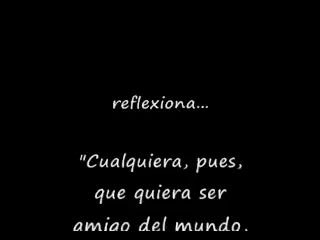 reflexiona...
"Cualquiera, pues,
que quiera ser
amigo del mundo,